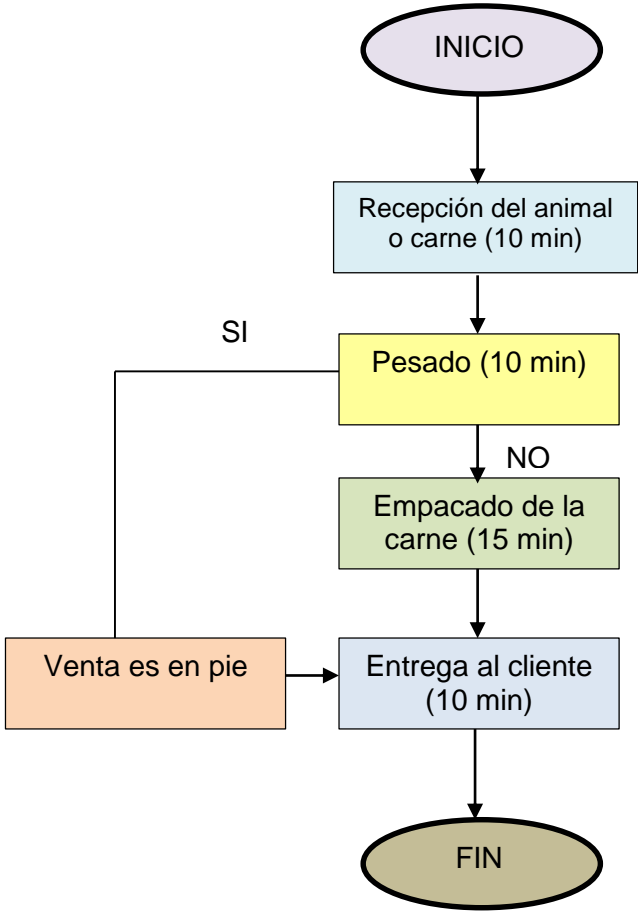 INICIO
Recepción del animal
o carne (10 min)
SI
Pesado (10 min)
NO
Empacado de la
carne (15 min)
Venta es en pie
Entrega al cliente
(10 min)
FIN